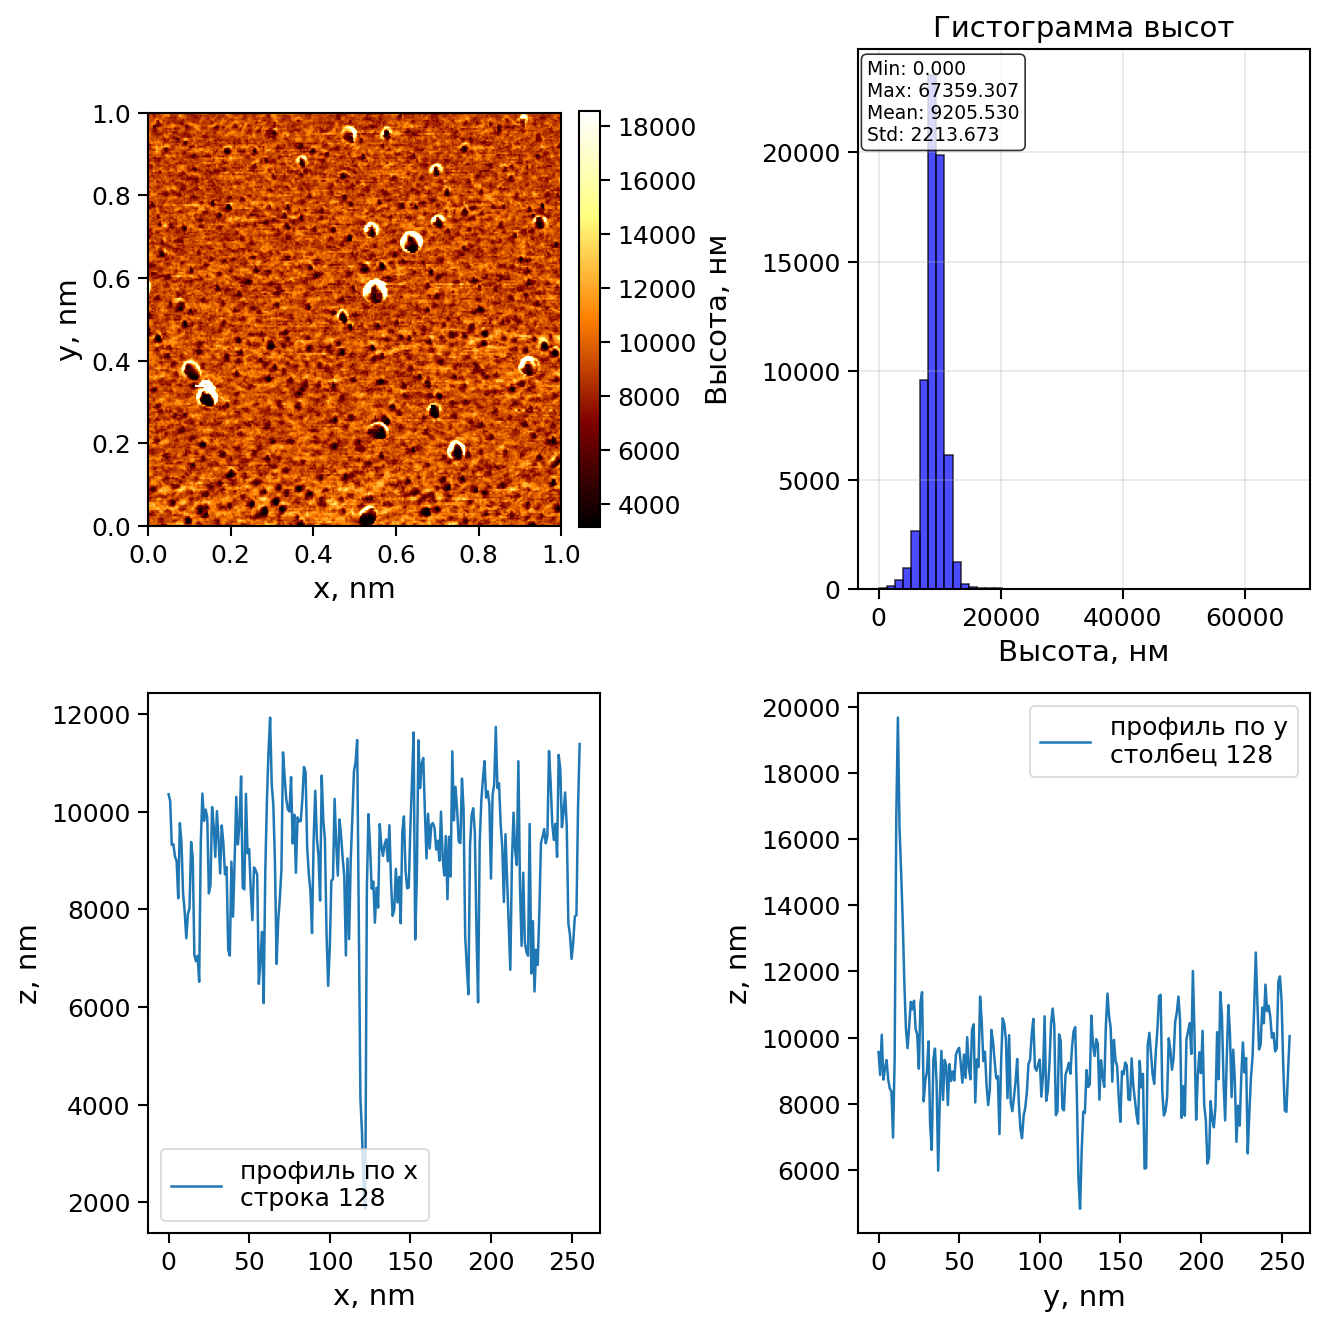 1.0
0.8
0.6
0.4
0.2
0.0
y, nm
0.0 0.2 0.4 0.6 0.8 1.0
x, nm
18000
16000
14000
12000
10000
8000
6000
4000
Высота, нм
Гистограмма высот
Min: 0.000
Max: 67359.307
Mean: 9205.530
Std: 2213.673
20000
15000
10000
5000
0
0 20000 40000 60000
Высота, нм
12000
10000
8000
6000
4000
2000
z, nm
профиль по x
строка 128
0 50 100 150 200 250
x, nm
20000
18000
16000
14000
12000
10000
8000
6000
z, nm
профиль по y
столбец 128
0 50 100 150 200 250
y, nm